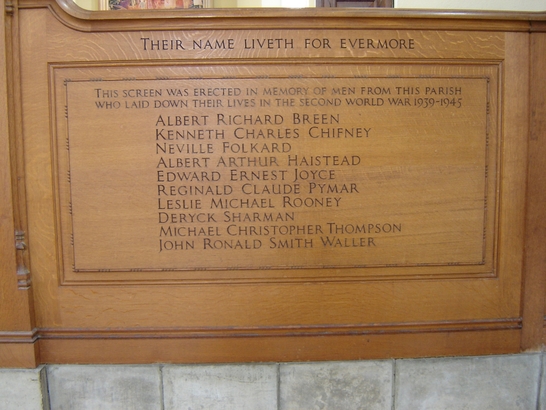 THEIR NAME LIVETH FOR EVERMORE
THIS SCREEN WAS ERECTED IN MEMORY OF MEN FROM THIS PARISH
WHO LAID DOWN THEIR LIVES IN THE SECOND WORLD WAR 1939-1945
ALBERT RICHARD BREEN
KENNETH CHARLES CHIFNEY
NEVILLE FOLKARD
ALBERT ARTHUR HAISTEAD
EDWARD ERNEST JOYCE
REGINALD CLAUDE PYMAR
LESLIE MICHAEL ROONEY
DERYCK SHARMAN
MICHAEL CHRISTOPHER THOMPSON
JOHN RONALD SMITH WALLER